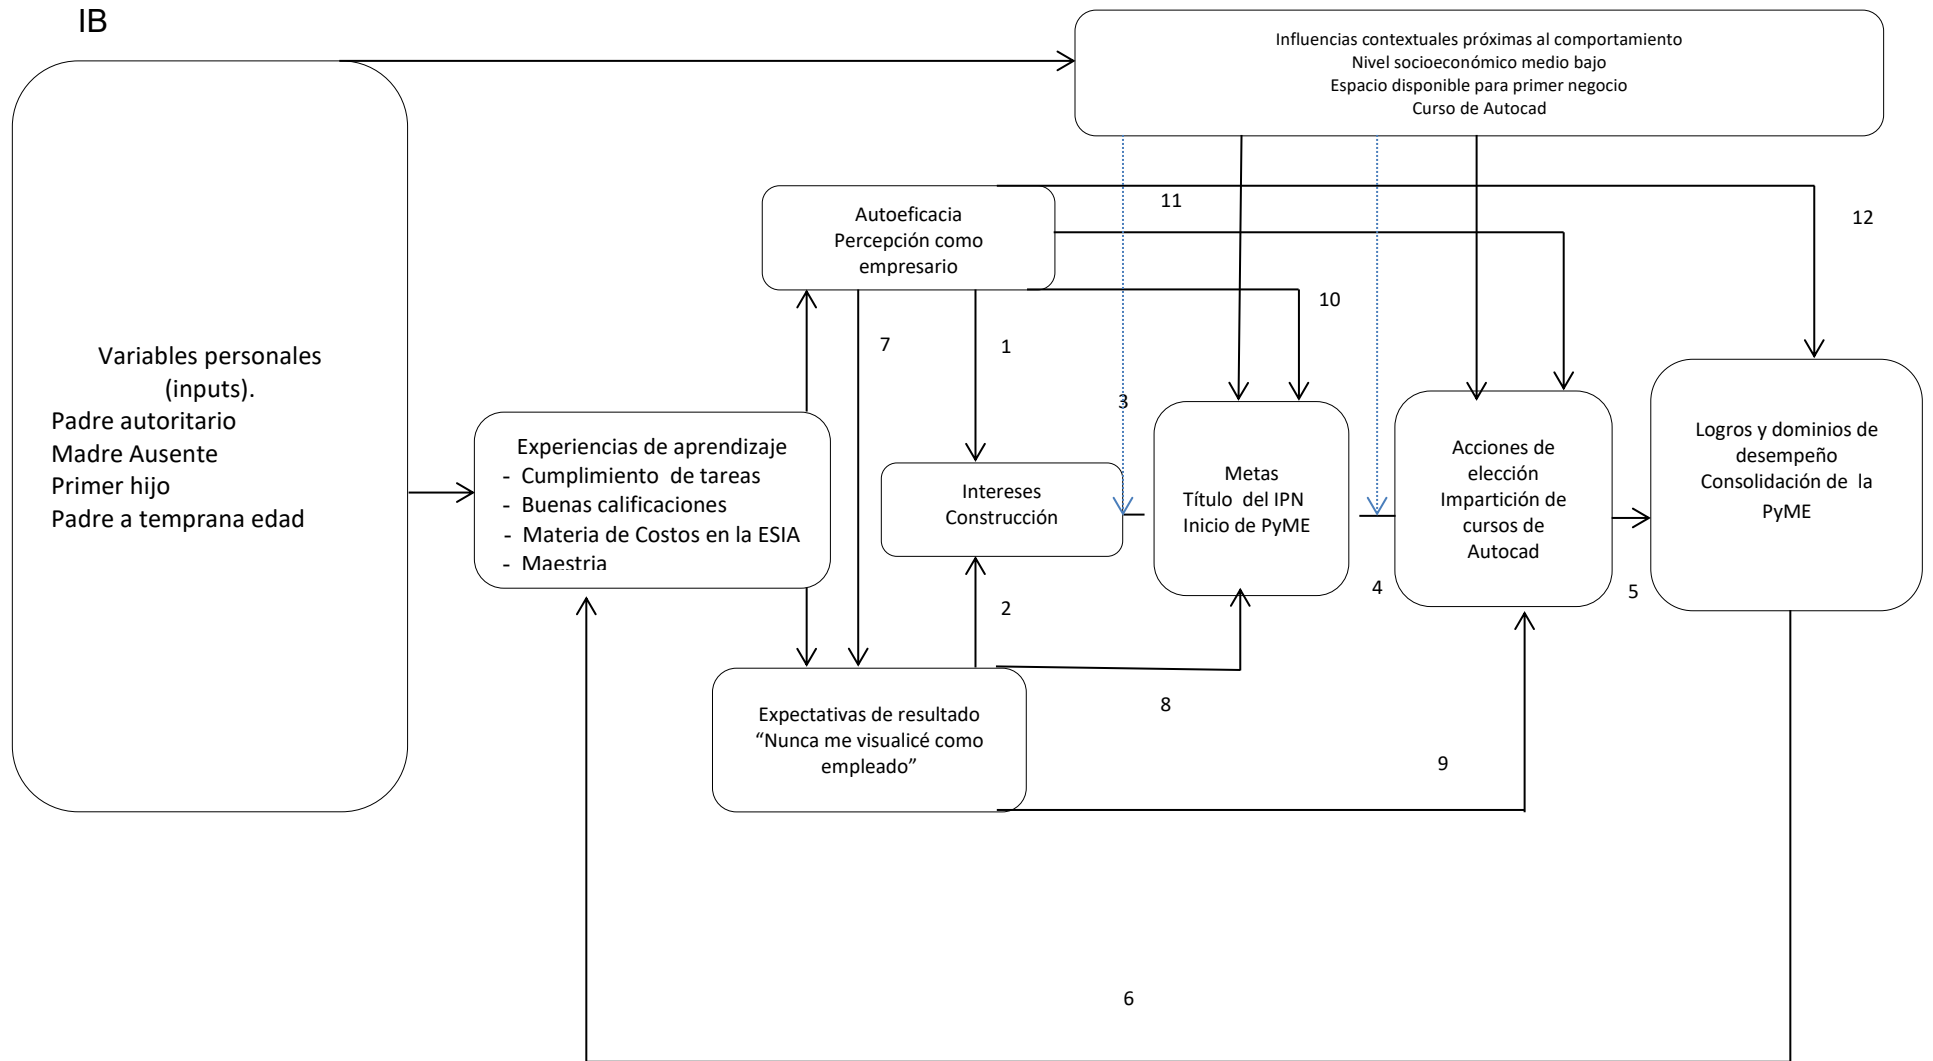 IB
Influencias contextuales próximas al comportamiento
Nivel socioeconómico medio bajo
Espacio disponible para primer negocio
Curso de Autocad
11
12
Autoeficacia
Percepción como
empresario
10
7
1
3
Variables personales
(inputs).
Padre autoritario
Madre Ausente
Primer hijo
Padre a temprana edad
Experiencias de aprendizaje
- Cumplimiento de tareas
- Buenas calificaciones
- Materia de Costos en la ESIA
- Maestria
Intereses
Construcción
Metas
Título del IPN
Inicio de PyME
Acciones de
elección
Impartición de
cursos de
Autocad
Logros y dominios de
desempeño
Consolidación de la
PyME
2
4
5
Expectativas de resultado
“Nunca me visualicé como
empleado”
8
9
6